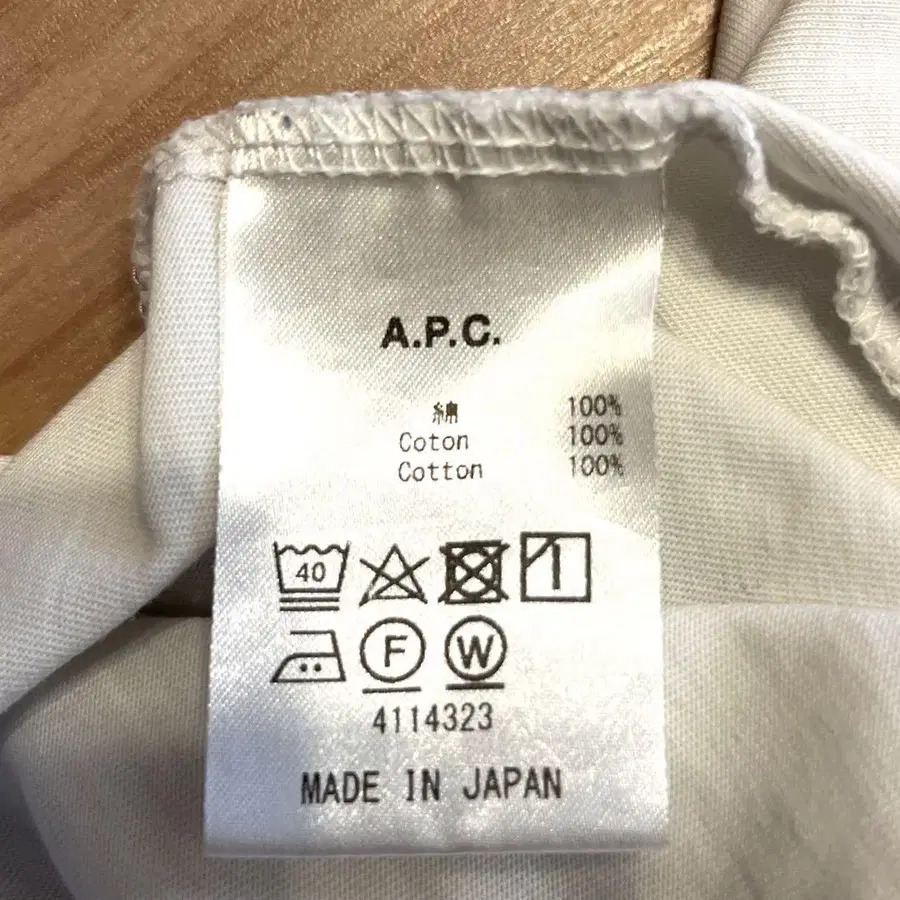 A.P.C.
綿 100%
Coton 100%
Cotton 100%
40
F W
4114323
MADE IN JAPAN